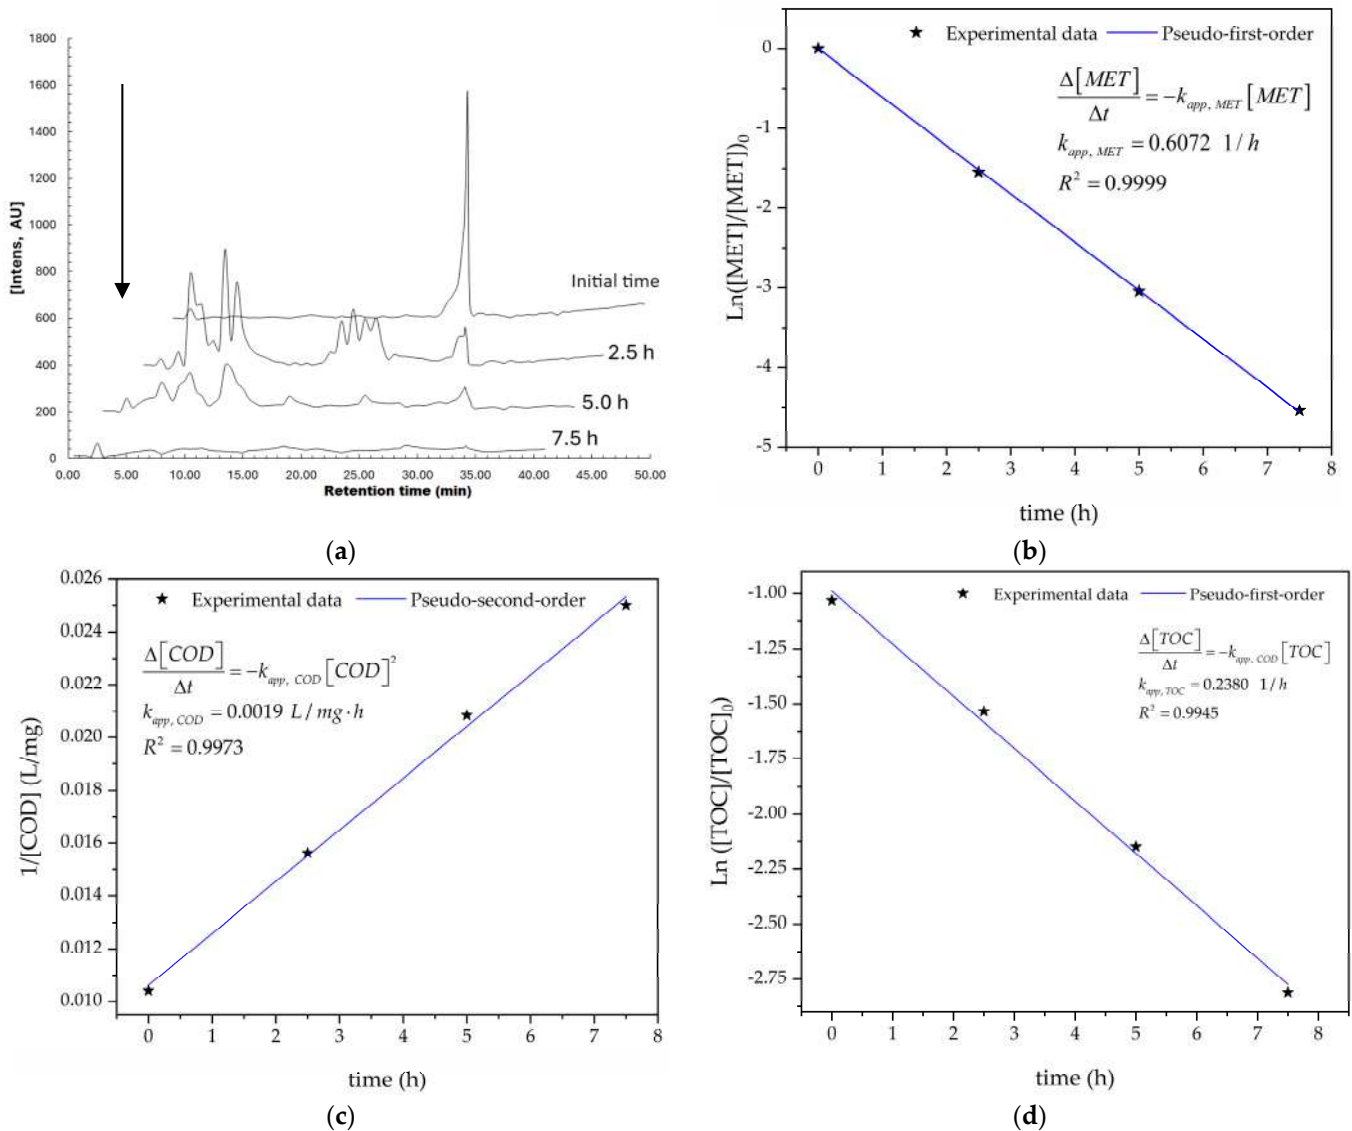 1800
1600
1400
1200
1000
800
600
400
200
0
[Intens, AU]
Initial time
2.5 h
5.0 h
7.5 h
0.00 5.00 10.00 15.00 20.00 25.00 30.00 35.00 40.00 45.00 50.00
Retention time (min)
(a)
Experimental data Pseudo-first-order
Δ[MET]/Δt = -k_app, MET [MET]
k_app, MET = 0.6072 1/h
R² = 0.9999
0
-1
-2
-3
-4
-5
Ln([MET]/[MET])₀
0 1 2 3 4 5 6 7 8
time (h)
(b)
Experimental data Pseudo-second-order
Δ[COD]/Δt = -k_app, COD [COD]²
k_app, COD = 0.0019 L/mg·h
R² = 0.9973
0.026
0.024
0.022
0.020
0.018
0.016
0.014
0.012
0.010
1/[COD] (L/mg)
0 1 2 3 4 5 6 7 8
time (h)
(c)
Experimental data Pseudo-first-order
Δ[TOC]/Δt = -k_app, COD [TOC]
k_app, TOC = 0.2380 1/h
R² = 0.9945
-1.00
-1.25
-1.50
-1.75
-2.00
-2.25
-2.50
-2.75
Ln ([TOC]/[TOC]₀)
0 1 2 3 4 5 6 7 8
time (h)
(d)